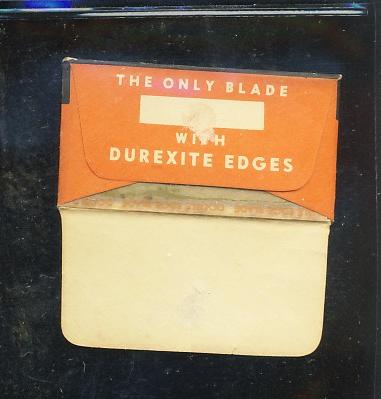 THE ONLY BLADE
WITH
DUREXITE EDGES